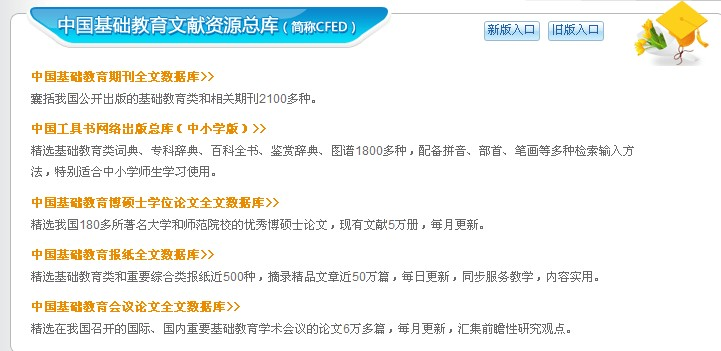 中国基础教育文献资源总库（简称CFED）
新版入口 旧版入口
中国基础教育期刊全文数据库>>
囊括我国公开出版的基础教育类和相关期刊2100多种。
中国工具书网络出版总库（中小学版）>>
精选基础教育类词典、专科辞典、百科全书、鉴赏辞典、图谱1800多种，配备拼音、部首、笔画等多种检索输入方
法，特别适合中小学师生学习使用。
中国基础教育博硕士学位论文全文数据库>>
精选我国180多所著名大学和师范院校的优秀博硕士论文，现有文献5万册，每月更新。
中国基础教育报纸全文数据库>>
精选基础教育类和重要综合类报纸近500种，摘录精品文章近50万篇，每日更新，同步服务教学，内容实用。
中国基础教育会议论文全文数据库>>
精选在我国召开的国际、国内重要基础教育学术会议的论文6万多篇，每月更新，汇集前瞻性研究观点。